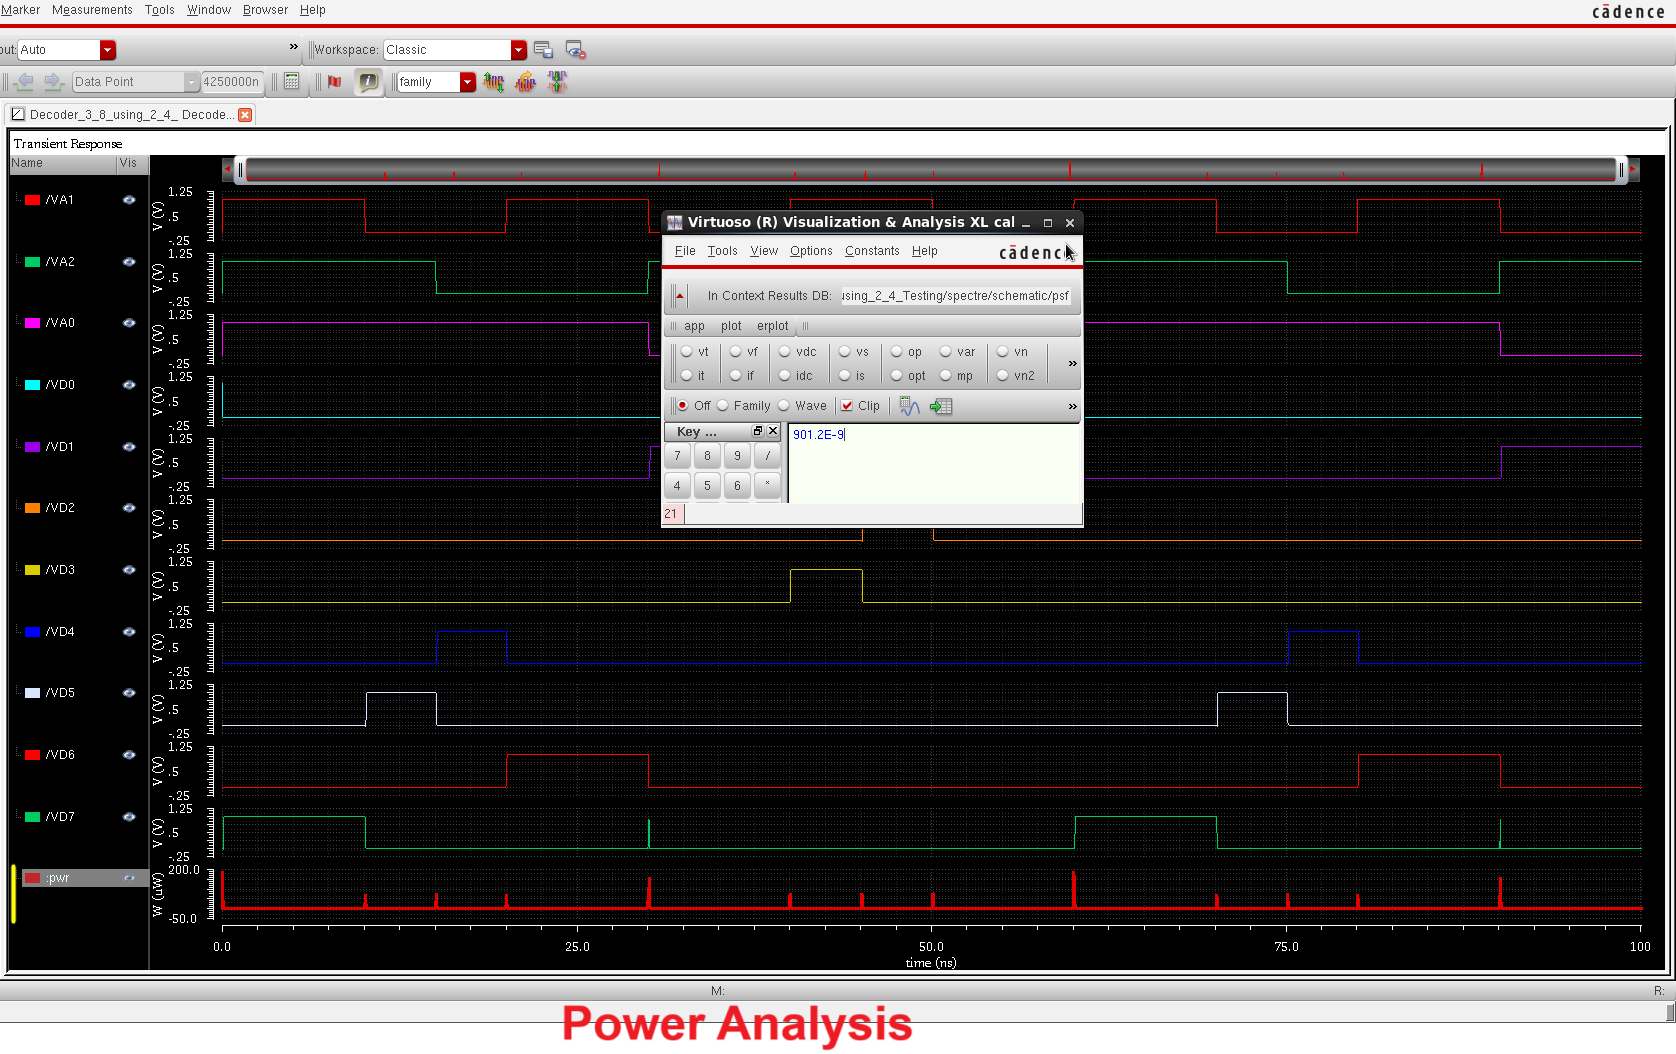 Marker Measurements Tools Window Browser Help
cādence
out: Auto » Workspace: Classic
Data Point 4250000n family
Decoder_3_8_using_2_4_ Decode...
Transient Response
Name Vis
/VA1 V (V) 1.25 .5 -.25
/VA2 V (V) 1.25 .5 -.25
/VA0 V (V) 1.25 .5 -.25
/VD0 V (V) 1.25 .5 -.25
/VD1 V (V) 1.25 .5 -.25
/VD2 V (V) 1.25 .5 -.25
/VD3 V (V) 1.25 .5 -.25
/VD4 V (V) 1.25 .5 -.25
/VD5 V (V) 1.25 .5 -.25
/VD6 V (V) 1.25 .5 -.25
/VD7 V (V) 1.25 .5 -.25
:pwr W (uW) 200.0 -50.0
0.0 25.0 50.0 75.0 100
time (ns)
Virtuoso (R) Visualization & Analysis XL cal
File Tools View Options Constants Help cādence
In Context Results DB: using_2_4_Testing/spectre/schematic/psf
app plot erplot
vt vf vdc vs op var vn »
it if idc is opt mp vn2
Off Family Wave Clip »
Key ...
901.2E-9
7 8 9 /
4 5 6 *
21
M: R:
Power Analysis